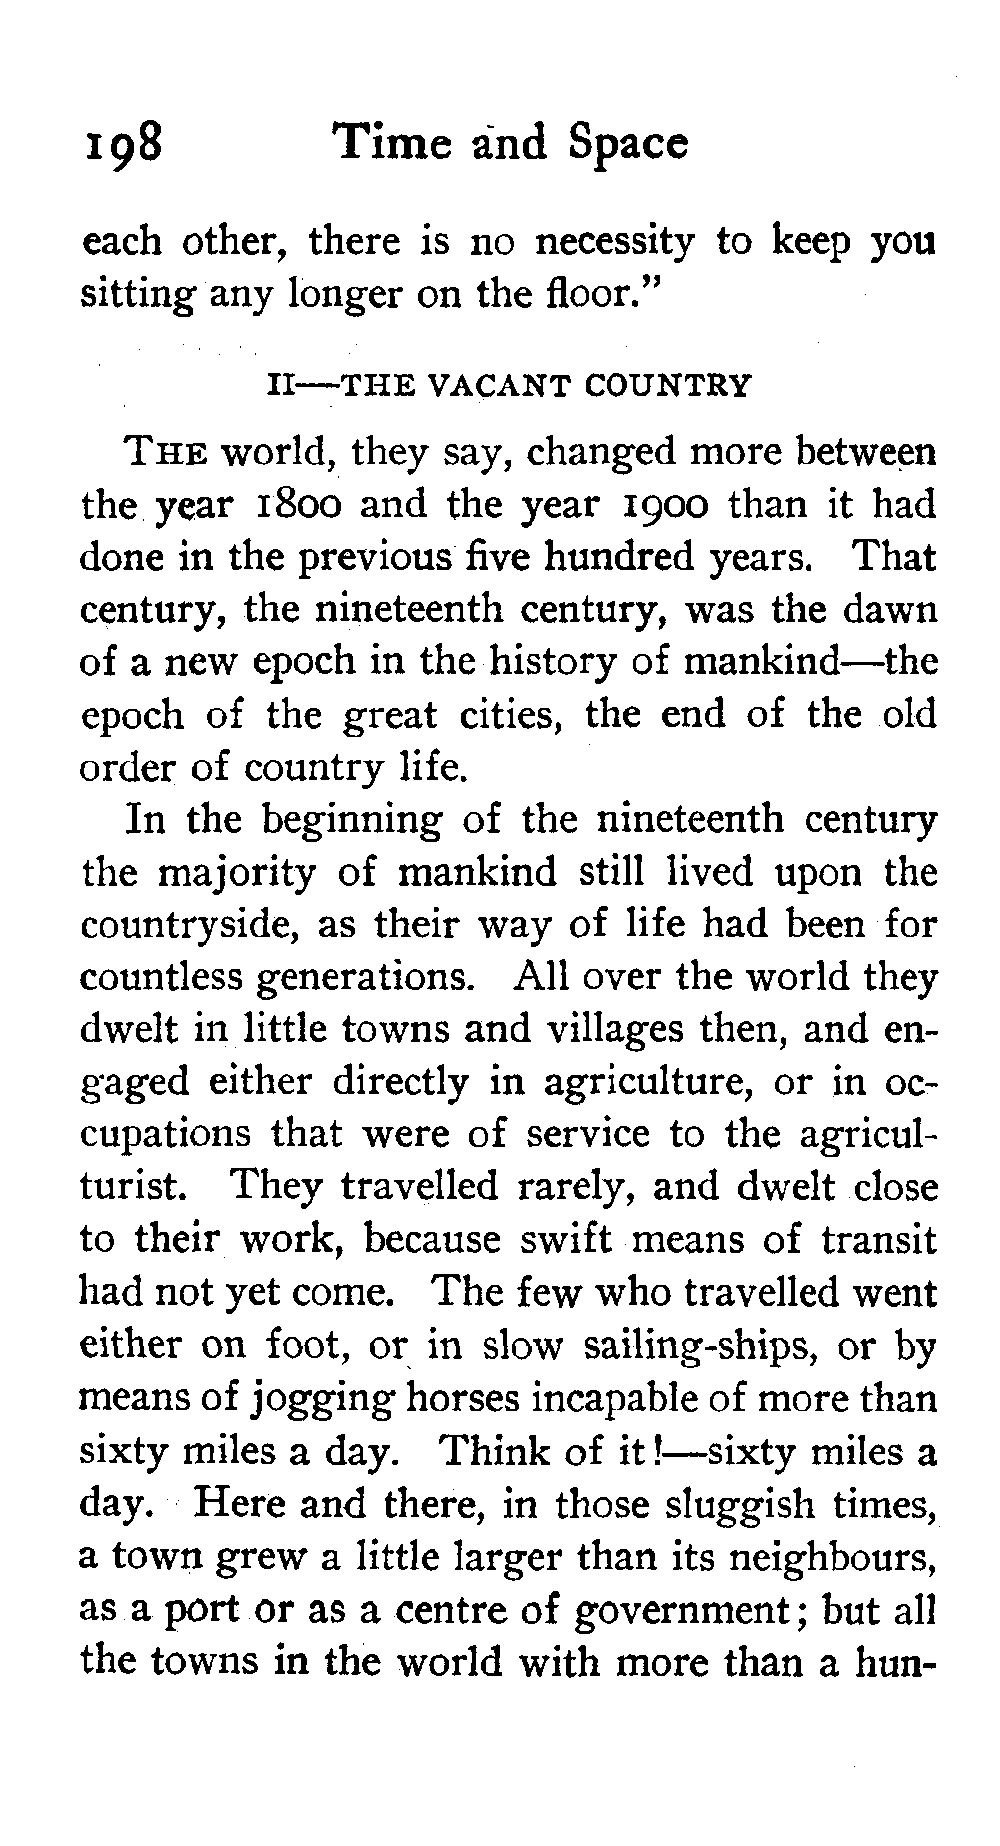 198 Time and Space
each other, there is no necessity to keep you
sitting any longer on the floor.”
II—THE VACANT COUNTRY
THE world, they say, changed more between
the year 1800 and the year 1900 than it had
done in the previous five hundred years. That
century, the nineteenth century, was the dawn
of a new epoch in the history of mankind—the
epoch of the great cities, the end of the old
order of country life.
In the beginning of the nineteenth century
the majority of mankind still lived upon the
countryside, as their way of life had been for
countless generations. All over the world they
dwelt in little towns and villages then, and en-
gaged either directly in agriculture, or in oc-
cupations that were of service to the agricul-
turist. They travelled rarely, and dwelt close
to their work, because swift means of transit
had not yet come. The few who travelled went
either on foot, or in slow sailing-ships, or by
means of jogging horses incapable of more than
sixty miles a day. Think of it!—sixty miles a
day. Here and there, in those sluggish times,
a town grew a little larger than its neighbours,
as a port or as a centre of government; but all
the towns in the world with more than a hun-